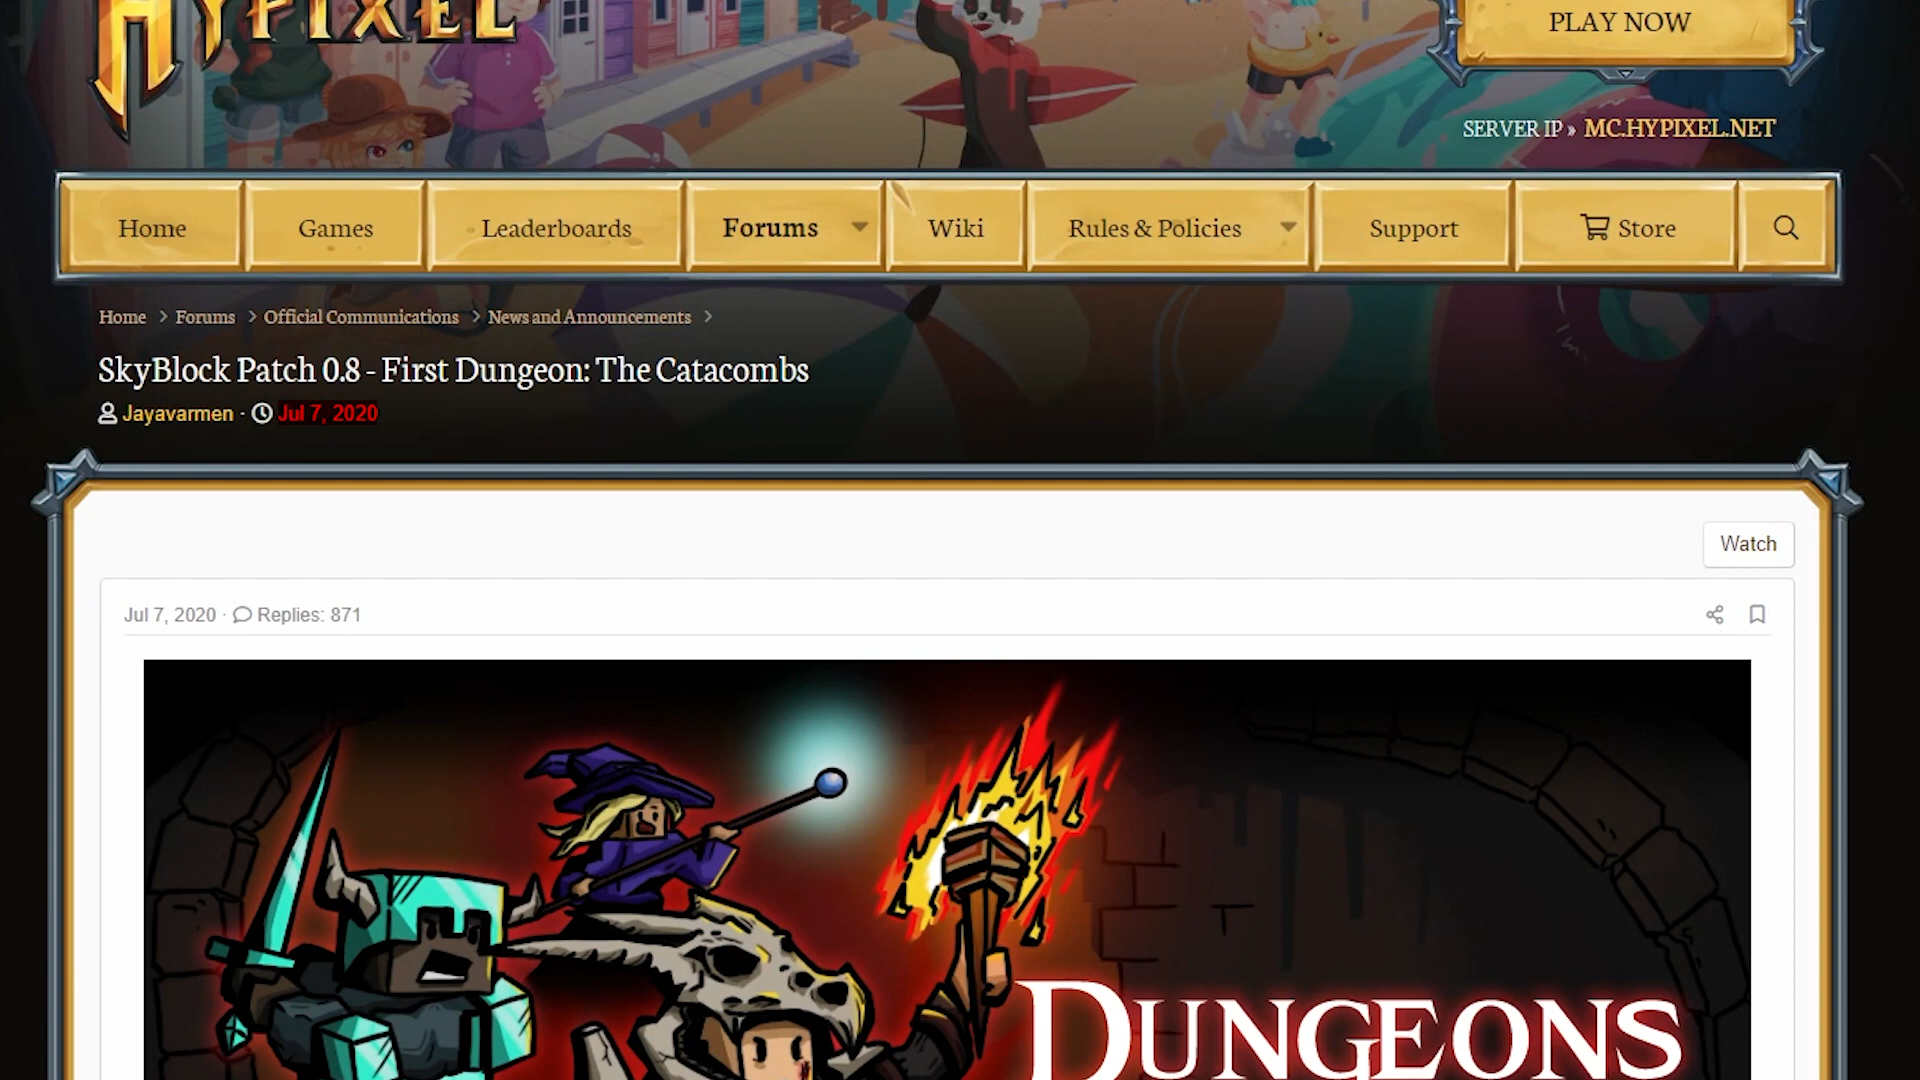 HYPIXEL
PLAY NOW
SERVER IP » MC.HYPIXEL.NET
Home Games Leaderboards Forums Wiki Rules & Policies Support Store
Home > Forums > Official Communications > News and Announcements >
SkyBlock Patch 0.8 - First Dungeon: The Catacombs
Jayavarmen · Jul 7, 2020
Watch
Jul 7, 2020 · Replies: 871
DUNGEONS